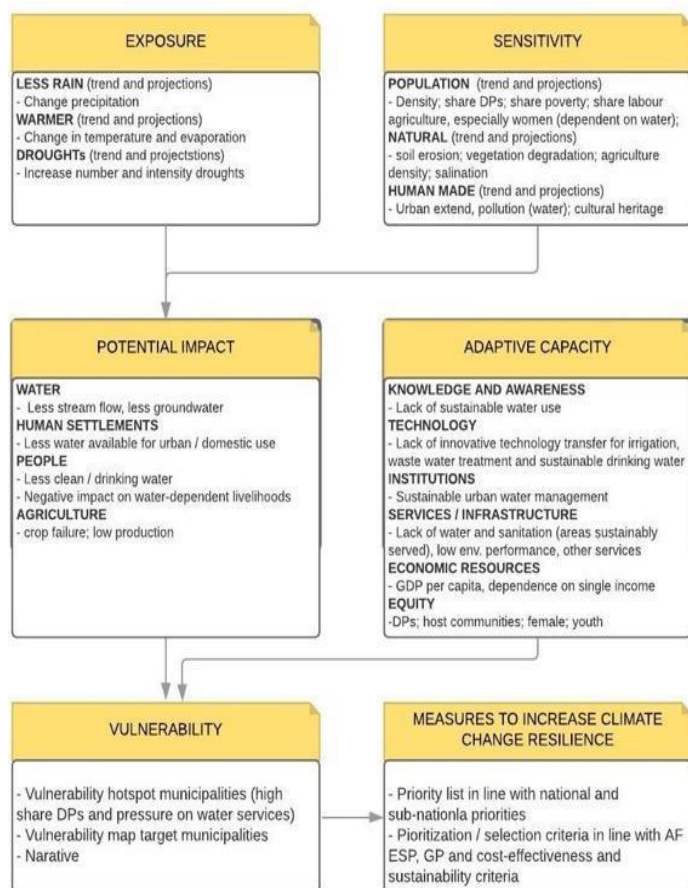 EXPOSURE
LESS RAIN (trend and projections)
- Change precipitation
WARMER (trend and projections)
- Change in temperature and evaporation
DROUGHTs (trend and projectstions)
- Increase number and intensity droughts
SENSITIVITY
POPULATION (trend and projections)
- Density; share DPs; share poverty; share labour
agriculture, especially women (dependent on water);
NATURAL (trend and projections)
- soil erosion; vegetation degradation; agriculture
density; salination
HUMAN MADE (trend and projections)
- Urban extend, pollution (water); cultural heritage
POTENTIAL IMPACT
WATER
- Less stream flow, less groundwater
HUMAN SETTLEMENTS
- Less water available for urban / domestic use
PEOPLE
- Less clean / drinking water
- Negative impact on water-dependent livelihoods
AGRICULTURE
- crop failure; low production
ADAPTIVE CAPACITY
KNOWLEDGE AND AWARENESS
- Lack of sustainable water use
TECHNOLOGY
- Lack of innovative technology transfer for irrigation,
waste water treatment and sustainable drinking water
INSTITUTIONS
- Sustainable urban water management
SERVICES / INFRASTRUCTURE
- Lack of water and sanitation (areas sustainably
served), low env. performance, other services
ECONOMIC RESOURCES
- GDP per capita, dependence on single income
EQUITY
-DPs; host communities; female; youth
VULNERABILITY
- Vulnerability hotspot municipalities (high
share DPs and pressure on water services)
- Vulnerability map target municipalities
- Narative
MEASURES TO INCREASE CLIMATE
CHANGE RESILIENCE
- Priority list in line with national and
sub-nationla priorities
- Pioritization / selection criteria in line with AF
ESP, GP and cost-effectiveness and
sustainability criteria